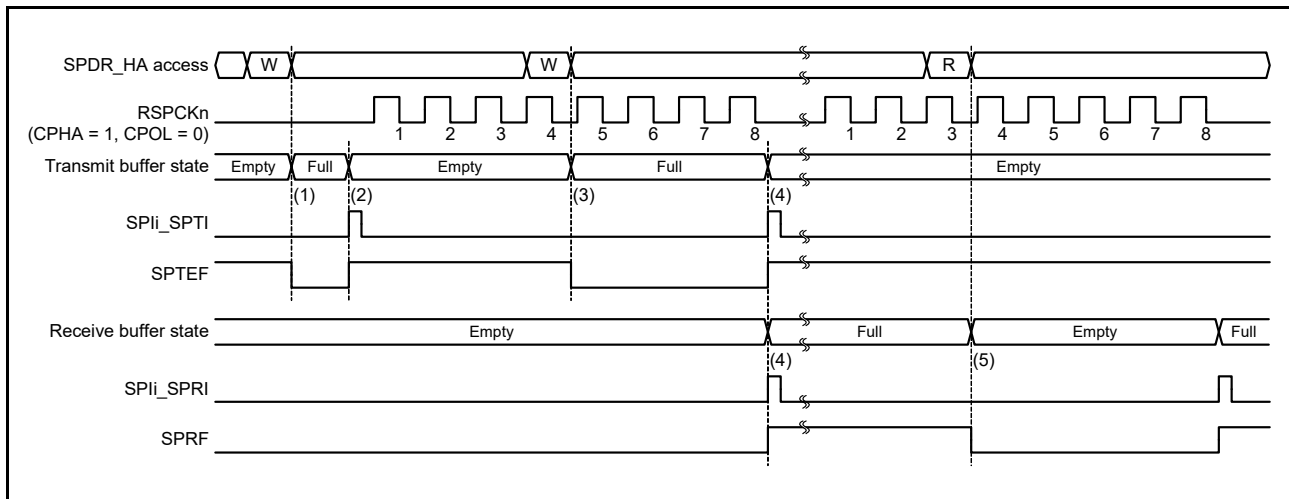 SPDR_HA access W W R
RSPCKn
(CPHA = 1, CPOL = 0)
1 2 3 4 5 6 7 8 1 2 3 4 5 6 7 8
Transmit buffer state Empty Full Empty Full Empty
(1) (2) (3) (4)
SPIi_SPTI
SPTEF
Receive buffer state Empty Full Empty Full
(4) (5)
SPIi_SPRI
SPRF